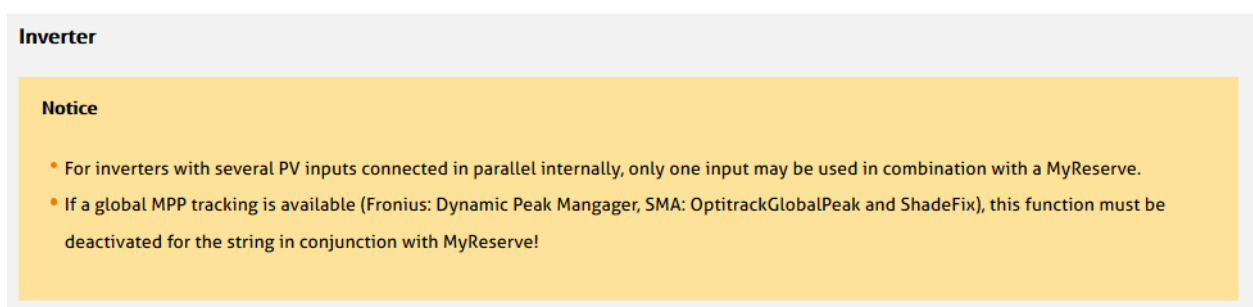 Inverter
Notice
• For inverters with several PV inputs connected in parallel internally, only one input may be used in combination with a MyReserve.
• If a global MPP tracking is available (Fronius: Dynamic Peak Mangager, SMA: OptitrackGlobalPeak and ShadeFix), this function must be
deactivated for the string in conjunction with MyReserve!